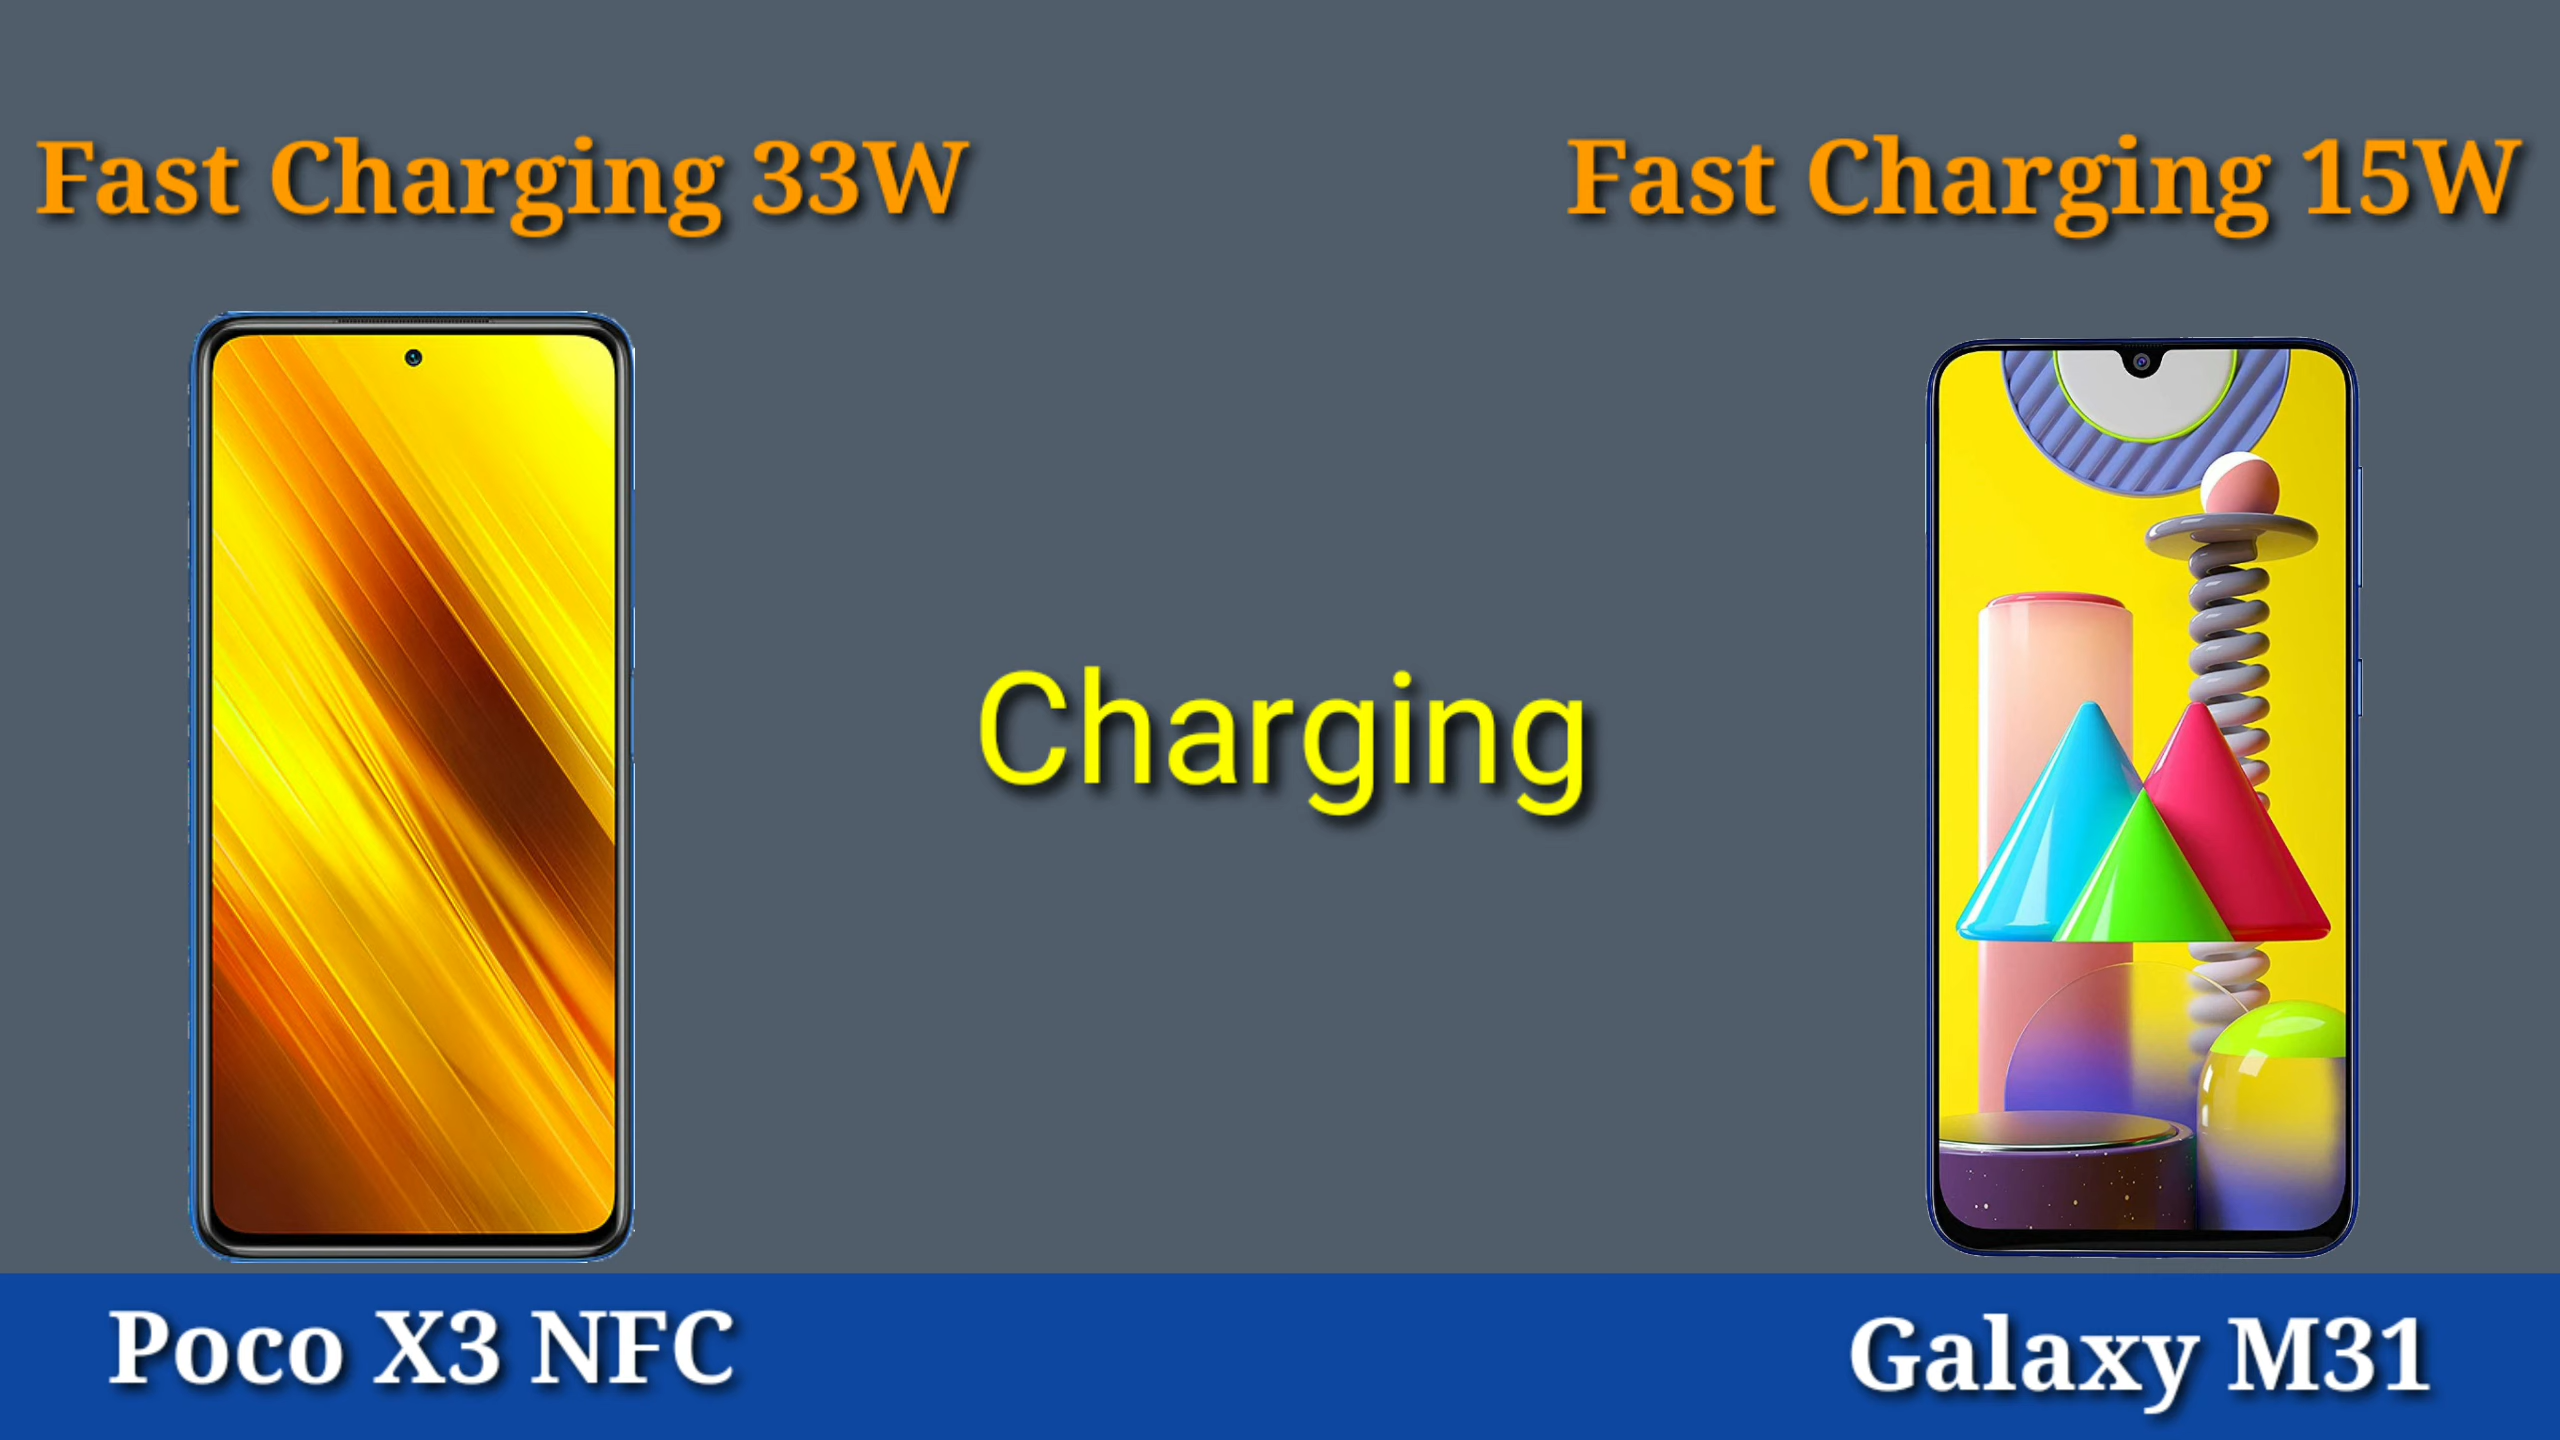 Fast Charging 33W
Fast Charging 15W
Charging
Poco X3 NFC
Galaxy M31